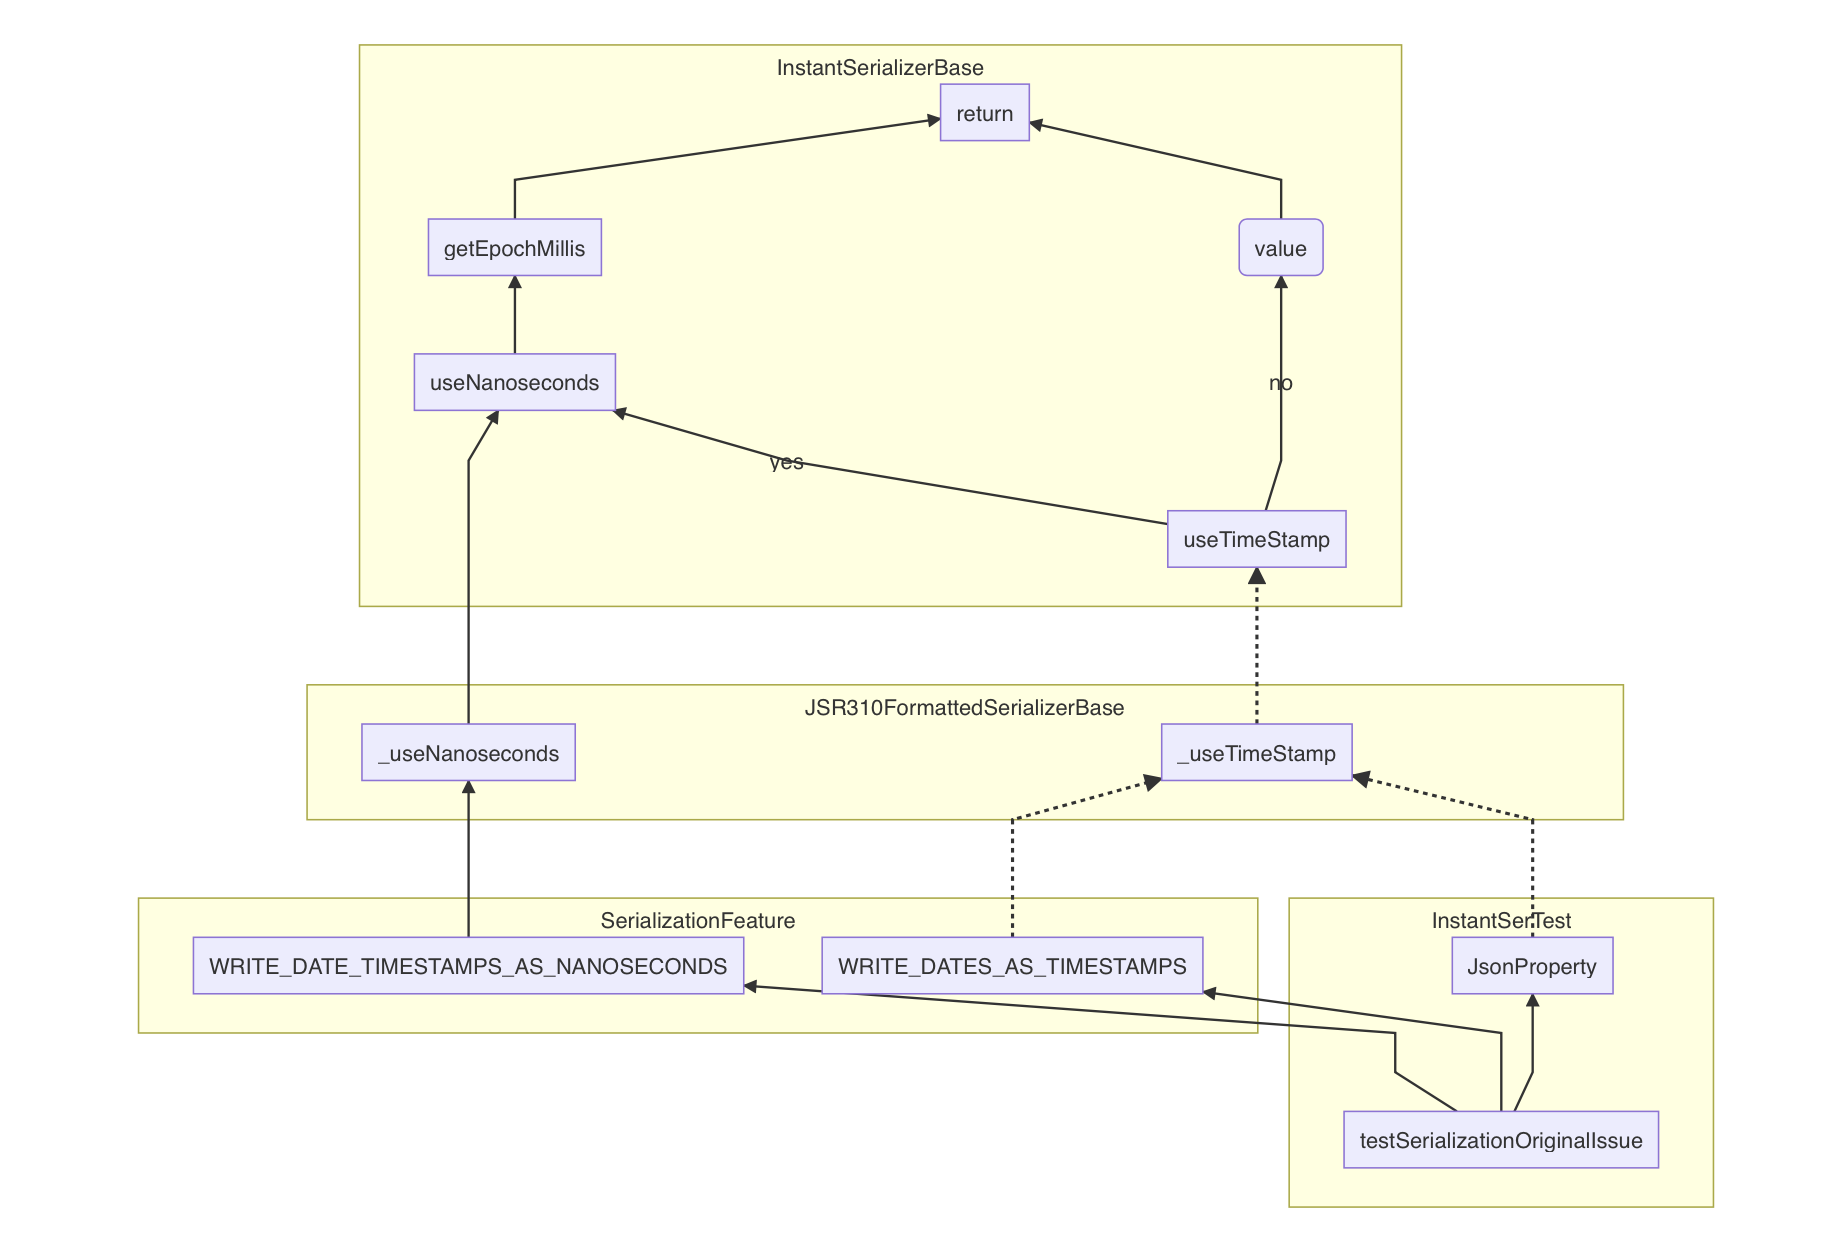 InstantSerializerBase
return
getEpochMillis
value
useNanoseconds
no
yes
useTimeStamp
JSR310FormattedSerializerBase
_useNanoseconds
_useTimeStamp
SerializationFeature
InstantSerTest
WRITE_DATE_TIMESTAMPS_AS_NANOSECONDS
WRITE_DATES_AS_TIMESTAMPS
JsonProperty
testSerializationOriginalIssue